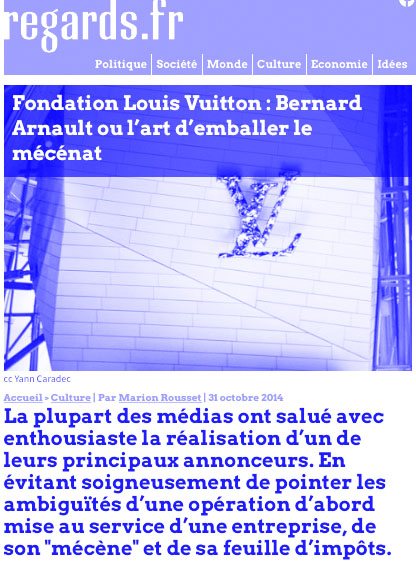 regards.fr
Politique Société Monde Culture Economie Idées
Fondation Louis Vuitton : Bernard
Arnault ou l’art d’emballer le
mécénat
LV
cc Yann Caradec
Accueil > Culture | Par Marion Rousset | 31 octobre 2014
La plupart des médias ont salué avec
enthousiaste la réalisation d’un de
leurs principaux annonceurs. En
évitant soigneusement de pointer les
ambiguïtés d’une opération d’abord
mise au service d’une entreprise, de
son "mécène" et de sa feuille d’impôts.